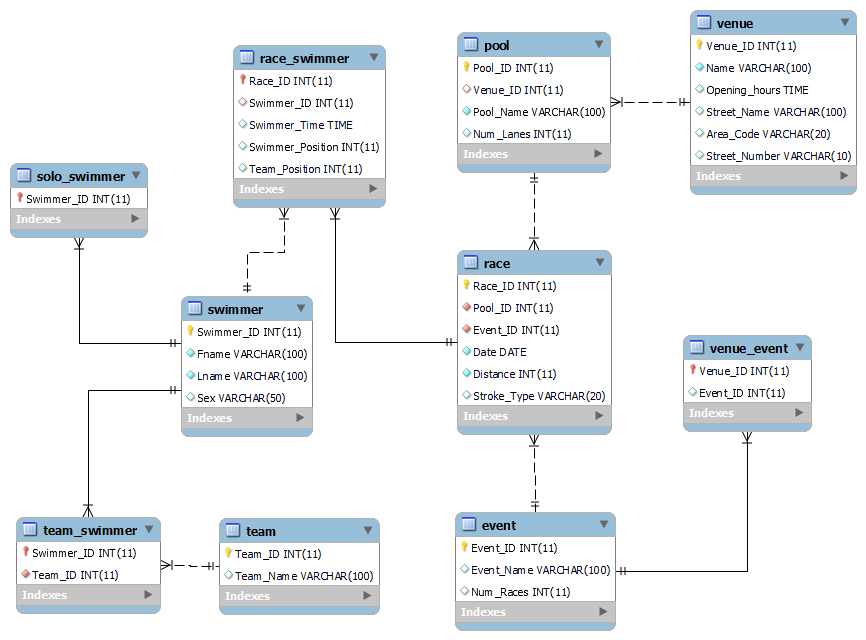 venue
Venue_ID INT(11)
Name VARCHAR(100)
Opening_hours TIME
Street_Name VARCHAR(100)
Area_Code VARCHAR(20)
Street_Number VARCHAR(10)
Indexes
pool
Pool_ID INT(11)
Venue_ID INT(11)
Pool_Name VARCHAR(100)
Num_Lanes INT(11)
Indexes
race_swimmer
Race_ID INT(11)
Swimmer_ID INT(11)
Swimmer_Time TIME
Swimmer_Position INT(11)
Team_Position INT(11)
Indexes
solo_swimmer
Swimmer_ID INT(11)
Indexes
race
Race_ID INT(11)
Pool_ID INT(11)
Event_ID INT(11)
Date DATE
Distance INT(11)
Stroke_Type VARCHAR(20)
Indexes
swimmer
Swimmer_ID INT(11)
Fname VARCHAR(100)
Lname VARCHAR(100)
Sex VARCHAR(50)
Indexes
venue_event
Venue_ID INT(11)
Event_ID INT(11)
Indexes
team_swimmer
Swimmer_ID INT(11)
Team_ID INT(11)
Indexes
team
Team_ID INT(11)
Team_Name VARCHAR(100)
Indexes
event
Event_ID INT(11)
Event_Name VARCHAR(100)
Num_Races INT(11)
Indexes